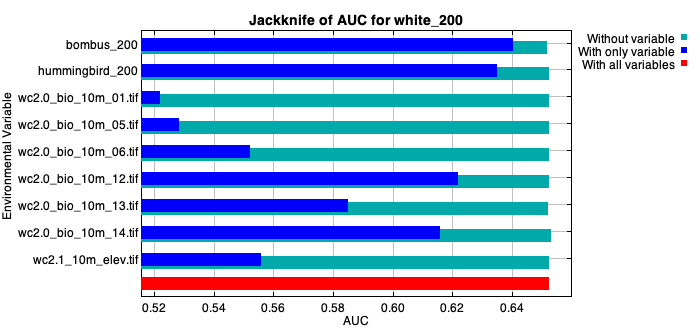 Jackknife of AUC for white_200
Without variable
With only variable
With all variables
Environmental Variable
bombus_200
hummingbird_200
wc2.0_bio_10m_01.tif
wc2.0_bio_10m_05.tif
wc2.0_bio_10m_06.tif
wc2.0_bio_10m_12.tif
wc2.0_bio_10m_13.tif
wc2.0_bio_10m_14.tif
wc2.1_10m_elev.tif
0.52 0.54 0.56 0.58 0.60 0.62 0.64
AUC